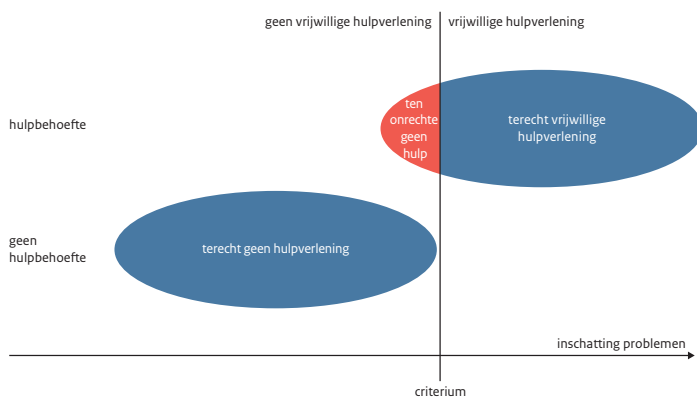 geen vrijwillige hulpverlening
vrijwillige hulpverlening
hulpbehoefte
ten
onrechte
geen
hulp
terecht vrijwillige
hulpverlening
geen
hulpbehoefte
terecht geen hulpverlening
inschatting problemen
criterium